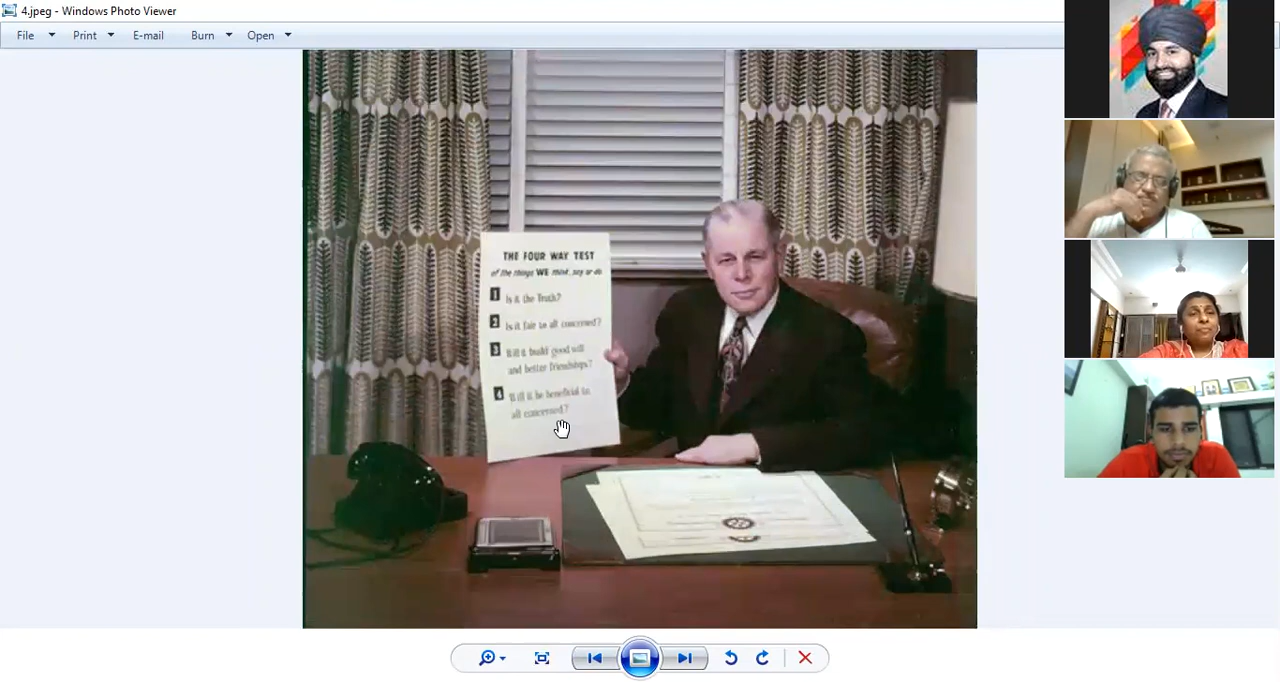 4.jpeg - Windows Photo Viewer
File Print E-mail Burn Open
THE FOUR WAY TEST
of the things WE think, say or do
1 Is it the Truth?
2 Is it fair to all concerned?
3 Will it build good will
and better friendships?
4 Will it be beneficial to
all concerned?